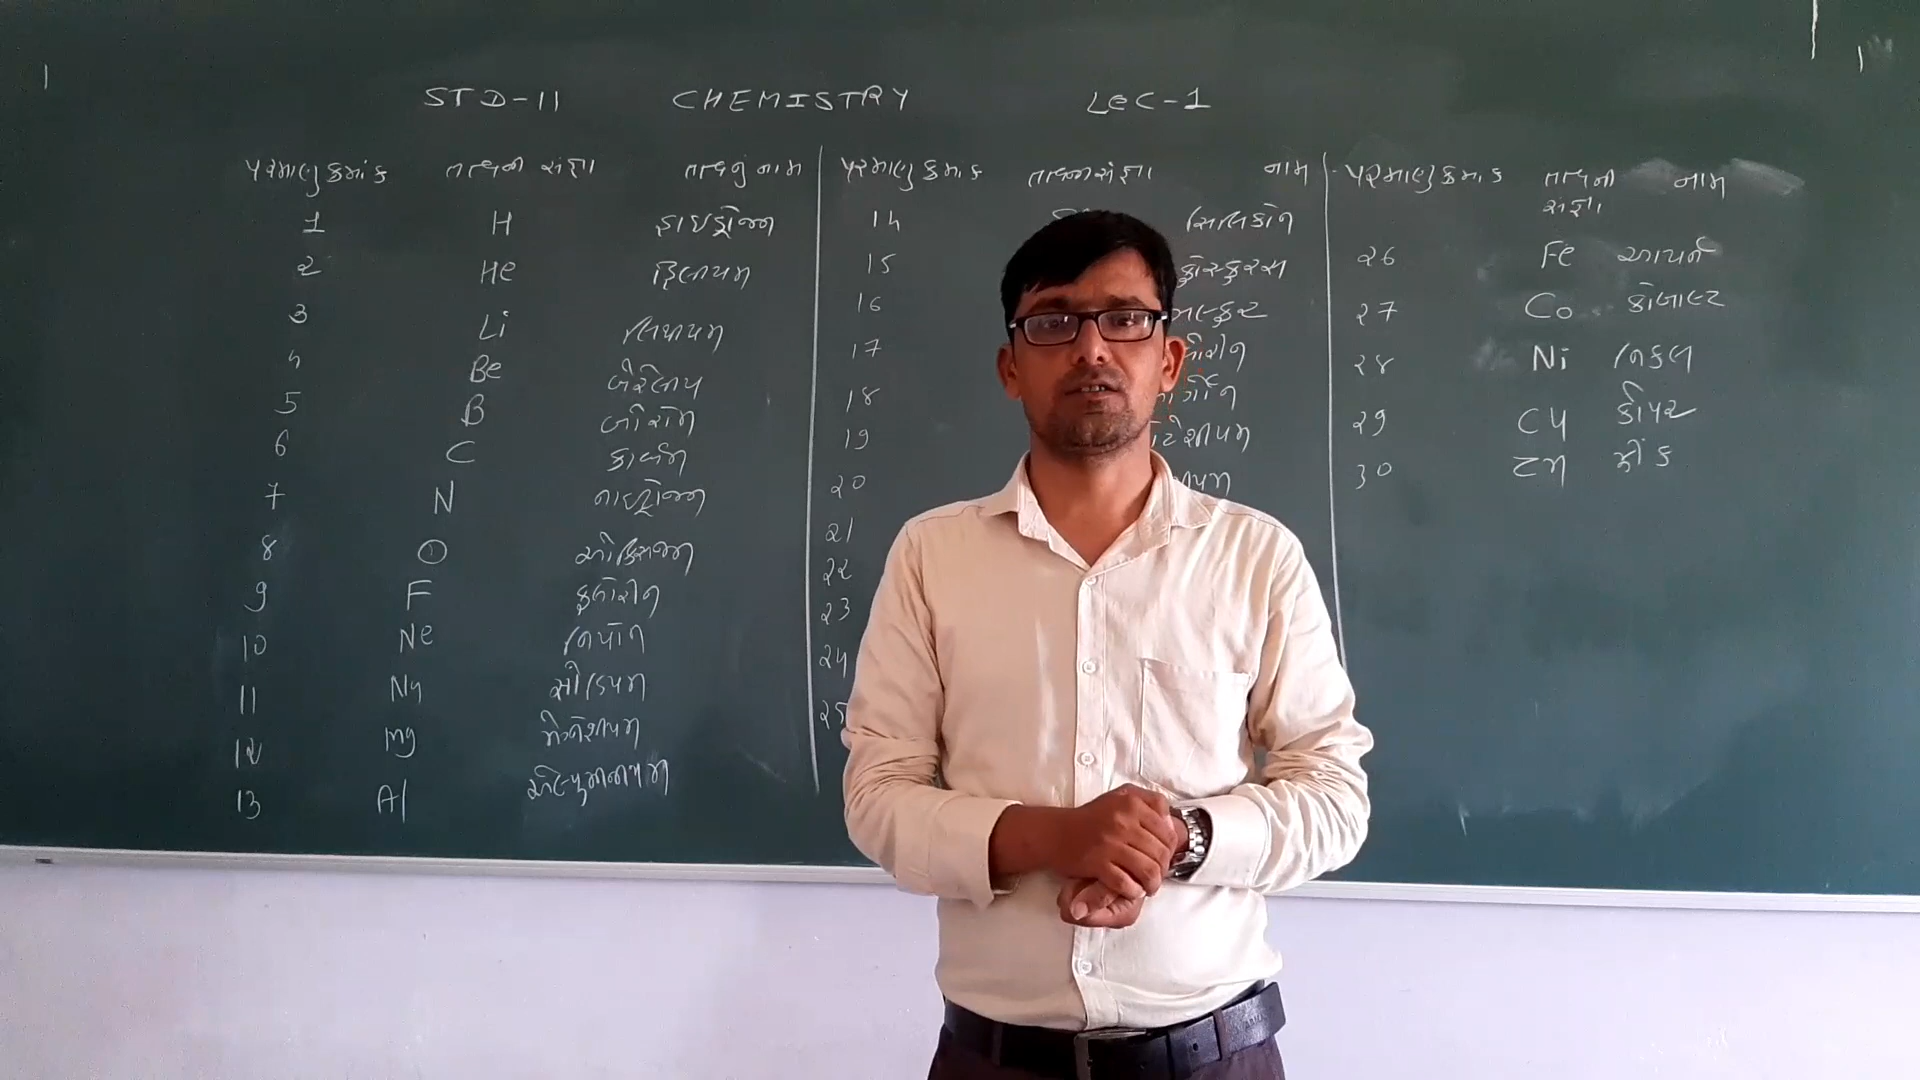 STD-11 CHEMISTRY Lec-1
પરમાણુ ક્રમાંક તત્વની સંજ્ઞા તત્વનું નામ
1 H હાઇડ્રોજન
2 He હિલીયમ
3 Li લિથીયમ
૪ Be બેરેલીય
5 B બોરોન
6 C કાર્બન
7 N નાઇટ્રોજન
8 O ઓક્સિજન
9 F ફ્લોરીન
10 Ne નિયોન
11 Na સોડિયમ
12 Mg મેગ્નેશીયમ
13 Al એલ્યુમીનીયમ
પરમાણુ ક્રમાંક તત્વની સંજ્ઞા નામ
14 સિલિકોન
15 ફોસ્ફરસ
16
17
18
19
20
21
22
23
24
25
પરમાણુ ક્રમાંક તત્વની સંજ્ઞા નામ
26 Fe આયર્ન
27 Co કોબાલ્ટ
28 Ni નિકલ
29 Cu કોપર
30 Zn ઝીંક